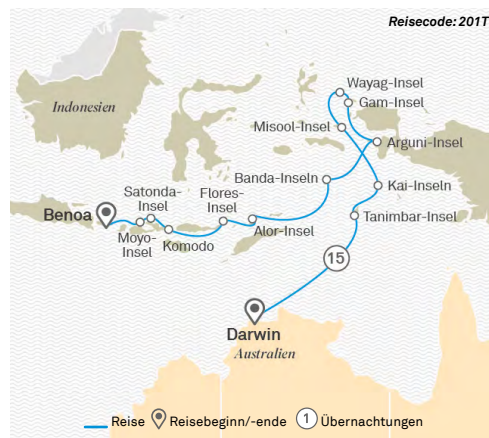 Reisecode: 201T
Wayag-Insel
Gam-Insel
Indonesien
Misool-Insel
Arguni-Insel
Banda-Inseln
Kai-Inseln
Satonda-
Insel
Flores-
Insel
Benoa
Tanimbar-Insel
Alor-Insel
Moyo-
Insel
Komodo
15
Darwin
Australien
Reise
Reisebeginn/-ende
1 Übernachtungen